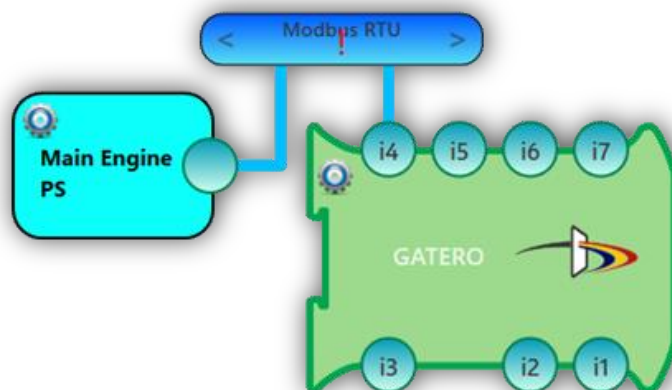 < Modbus RTU >
!
Main Engine
PS
i4 i5 i6 i7
GATERO
i3 i2 i1